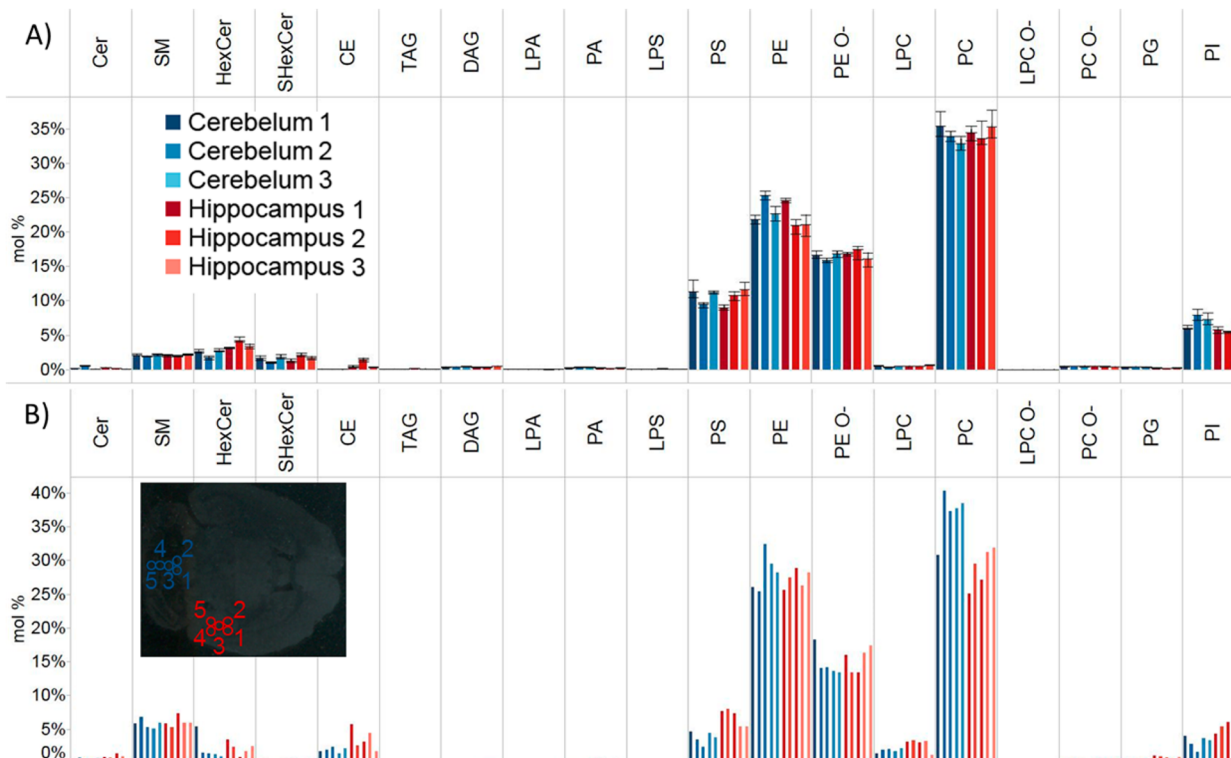 A)
Cer SM HexCer SHexCer CE TAG DAG LPA PA LPS PS PE PE O- LPC PC LPC O- PC O- PG PI
35%
30%
25%
20%
15%
10%
5%
0%
mol %
Cerebelum 1
Cerebelum 2
Cerebelum 3
Hippocampus 1
Hippocampus 2
Hippocampus 3
B)
Cer SM HexCer SHexCer CE TAG DAG LPA PA LPS PS PE PE O- LPC PC LPC O- PC O- PG PI
40%
35%
30%
25%
20%
15%
10%
5%
0%
mol %
4 2
5 3 1
5 2
4 3 1